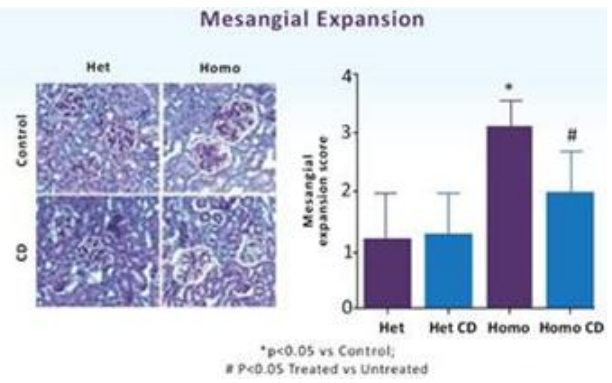 Mesangial Expansion
Het
Homo
Control
CD
Mesangial
expansion score
4
3
2
1
0
*
#
Het
Het CD
Homo
Homo CD
*p<0.05 vs Control;
# P<0.05 Treated vs Untreated